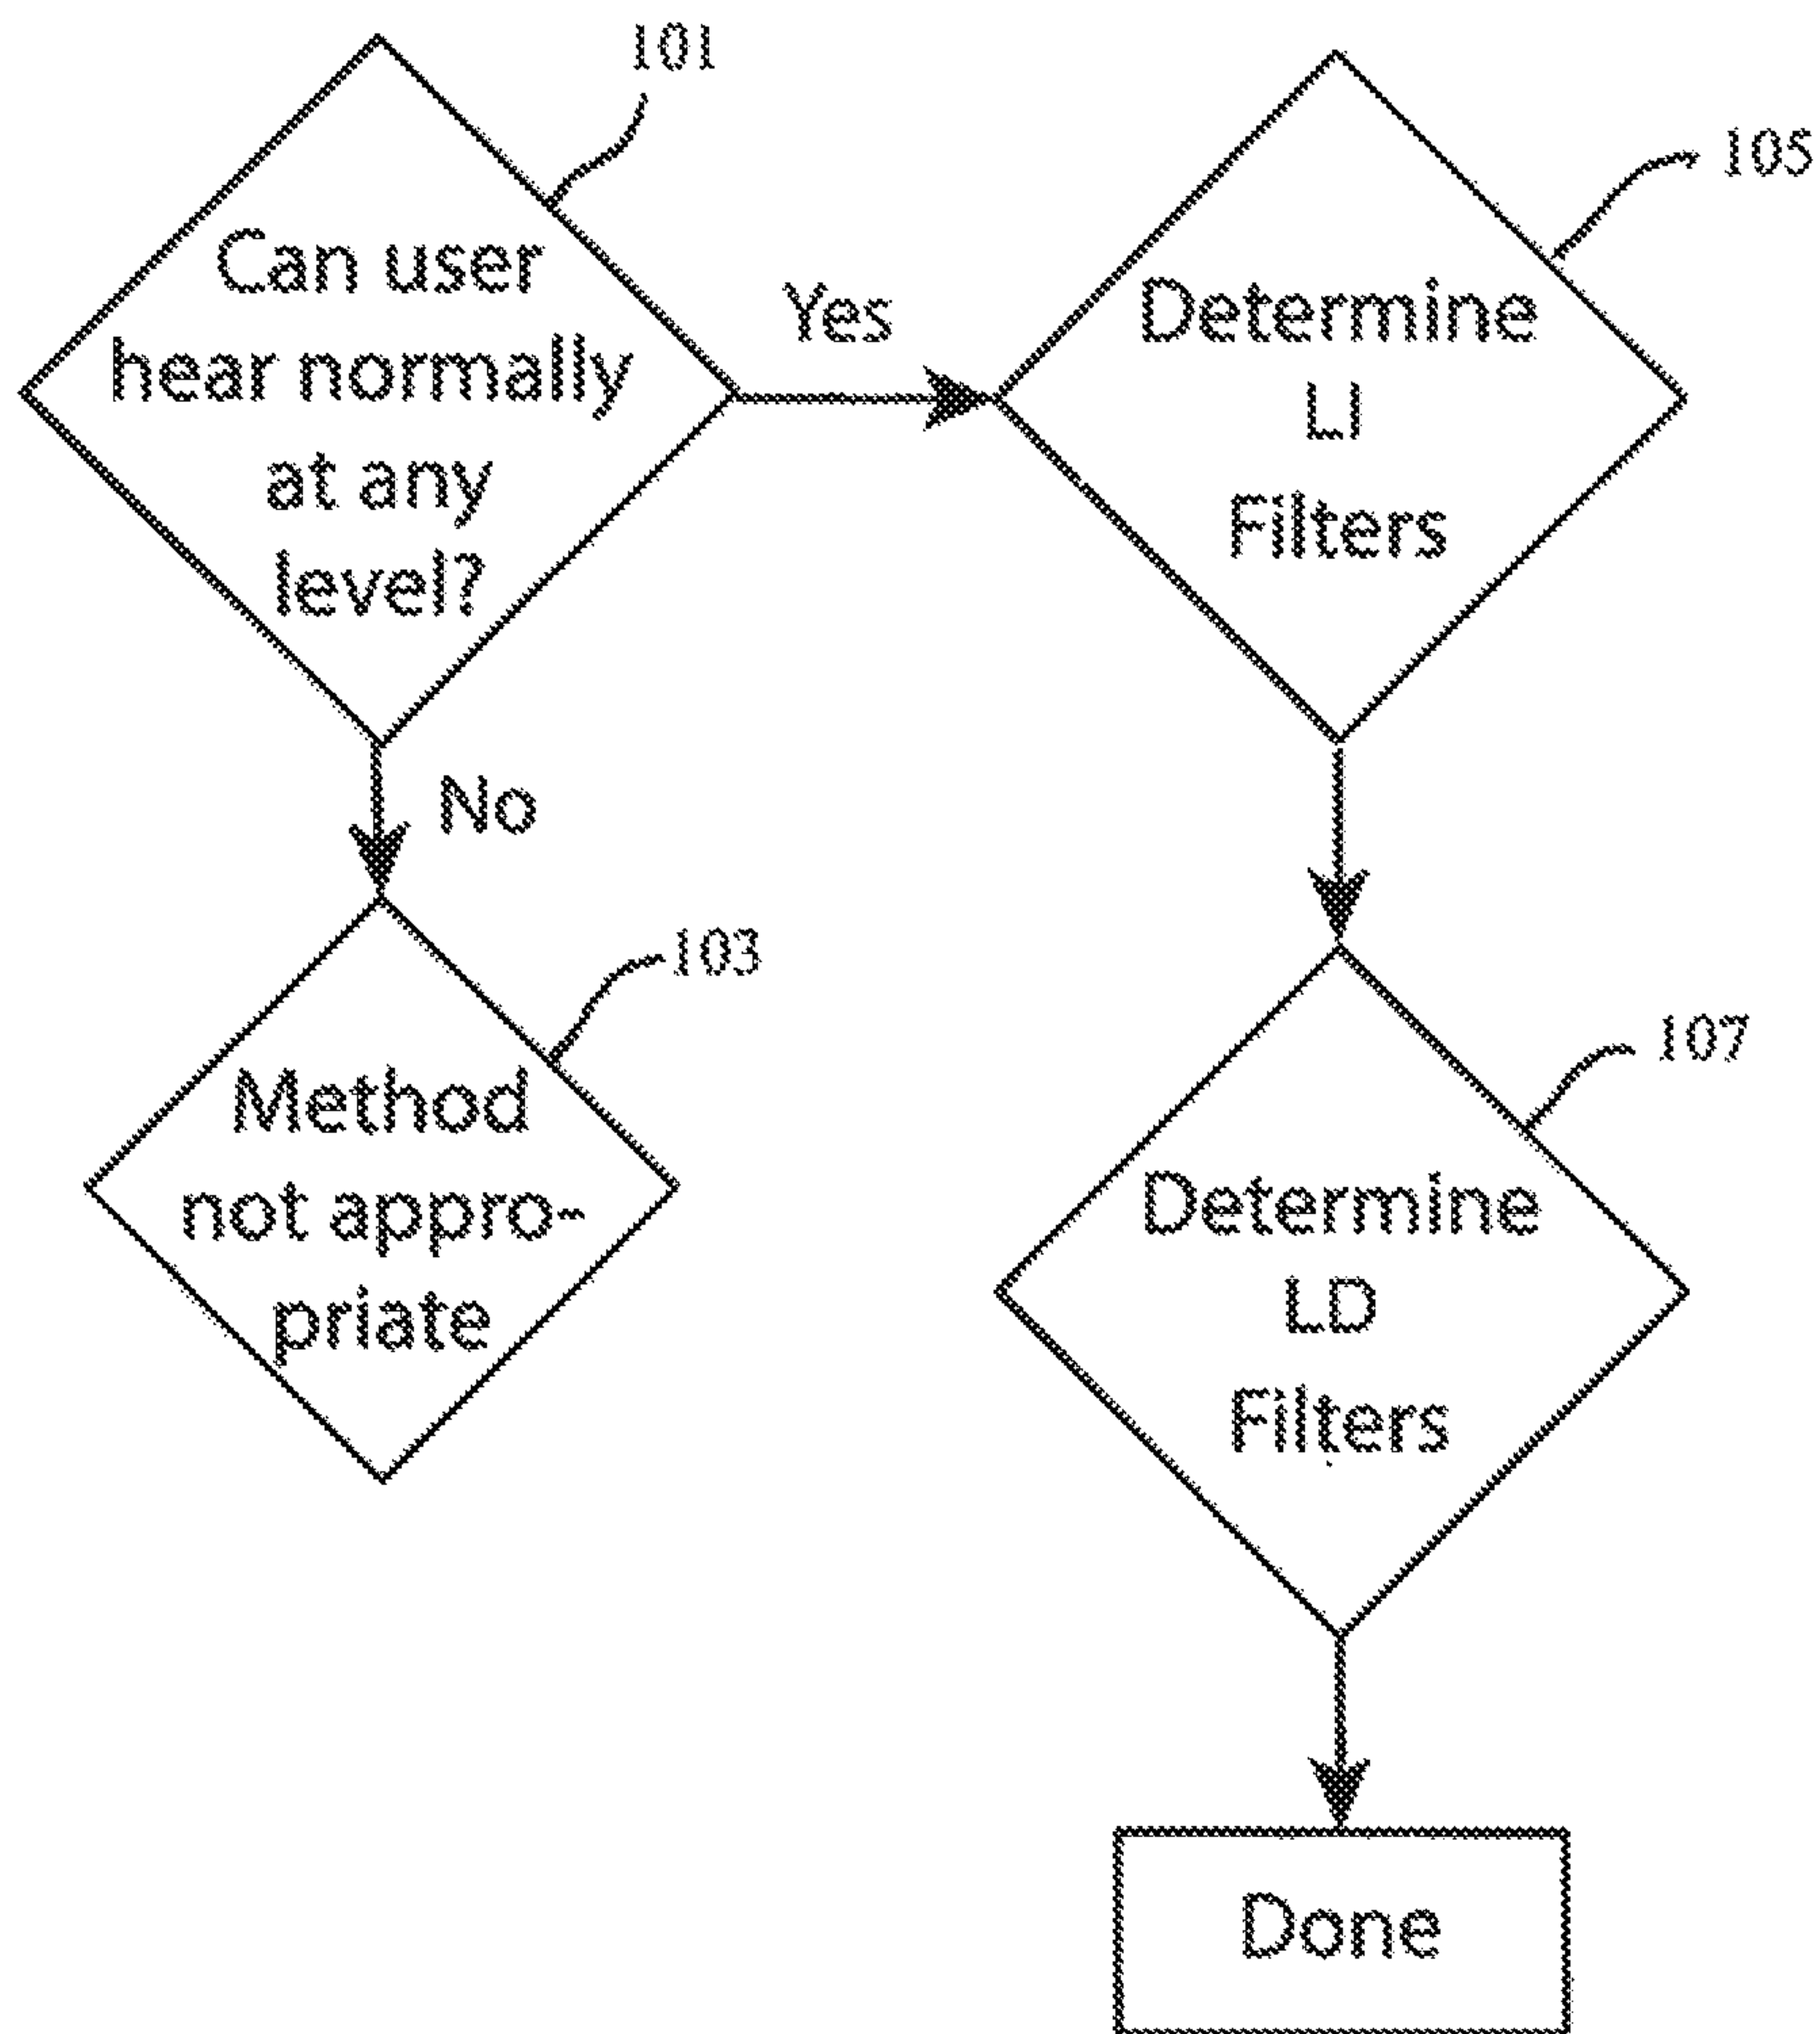 101
Can user
hear normally
at any
level?
Yes
105
Determine
LI
Filters
No
103
Method
not appro-
priate
107
Determine
LD
Filters
Done